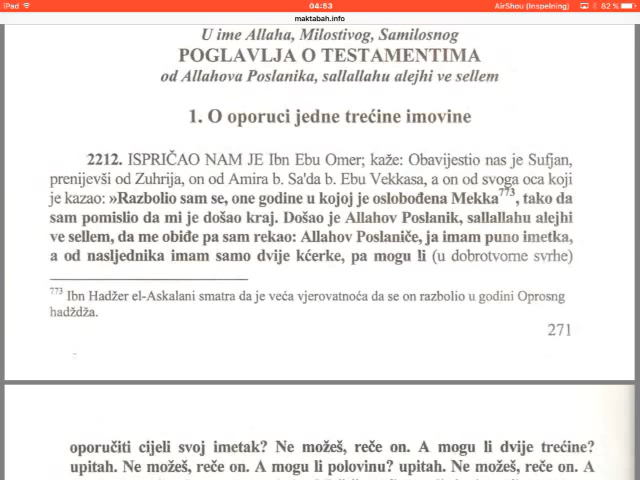 iPad 04:53 AirShou (Inspelning) 82 %
maktabah.info
U ime Allaha, Milostivog, Samilosnog
POGLAVLJA O TESTAMENTIMA
od Allahova Poslanika, sallallahu alejhi ve sellem
1. O oporuci jedne trećine imovine
2212. ISPRIČAO NAM JE Ibn Ebu Omer; kaže: Obavijestio nas je Sufjan,
prenijevši od Zuhrija, on od Amira b. Sa'da b. Ebu Vekkasa, a on od svoga oca koji
je kazao: »Razbolio sam se, one godine u kojoj je oslobođena Mekka773, tako da
sam pomislio da mi je došao kraj. Došao je Allahov Poslanik, sallallahu alejhi
ve sellem, da me obiđe pa sam rekao: Allahov Poslaniče, ja imam puno imetka,
a od nasljednika imam samo dvije kćerke, pa mogu li (u dobrotvorne svrhe)
773 Ibn Hadžer el-Askalani smatra da je veća vjerovatnoća da se on razbolio u godini Oprosnog
hadždža.
271
oporučiti cijeli svoj imetak? Ne možeš, reče on. A mogu li dvije trećine?
upitah. Ne možeš, reče on. A mogu li polovinu? upitah. Ne možeš, reče on. A